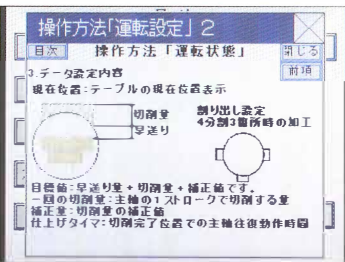 操作方法「運転設定」2
目次
操作方法「運転状態」
閉じる
前項
3.データ設定内容
現在位置:テーブルの現在位置表示
切削量
早送り
割り出し設定
4分割3箇所時の加工
目標値:早送り量+切削量+補正値です。
一回の切削量:主軸の1ストロークで切削する量
補正量:切削量の補正値
仕上げタイマ:切削完了位置での主軸往復動作時間